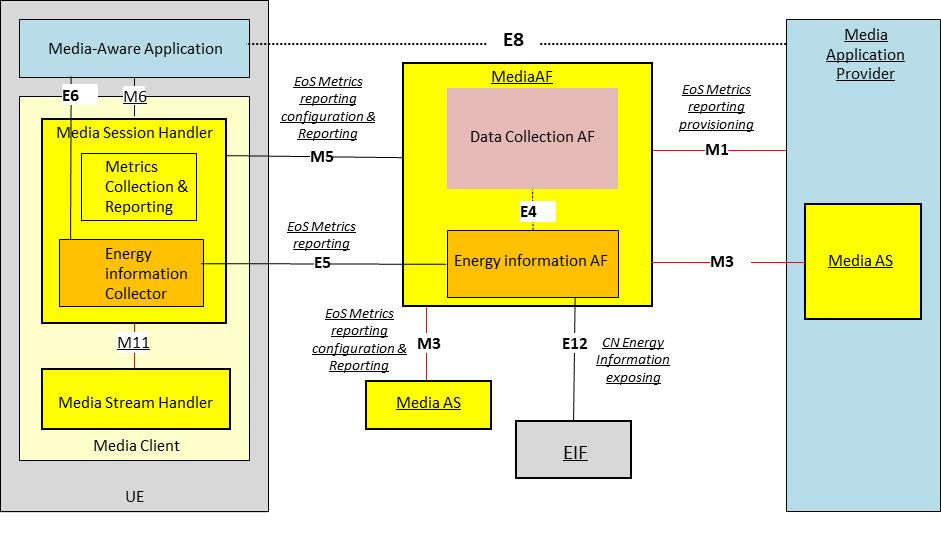 Media-Aware Application
E8
Media
Application
Provider
E6
M6
EoS Metrics
reporting
configuration &
Reporting
M5
MediaAF
Data Collection AF
EoS Metrics
reporting
provisioning
M1
Media Session Handler
Metrics
Collection &
Reporting
E4
EoS Metrics
reporting
E5
Energy
information
Collector
Energy information AF
M3
Media AS
M11
EoS Metrics
reporting
configuration &
Reporting
M3
E12
CN Energy
Information
exposing
Media Stream Handler
Media AS
Media Client
EIF
UE